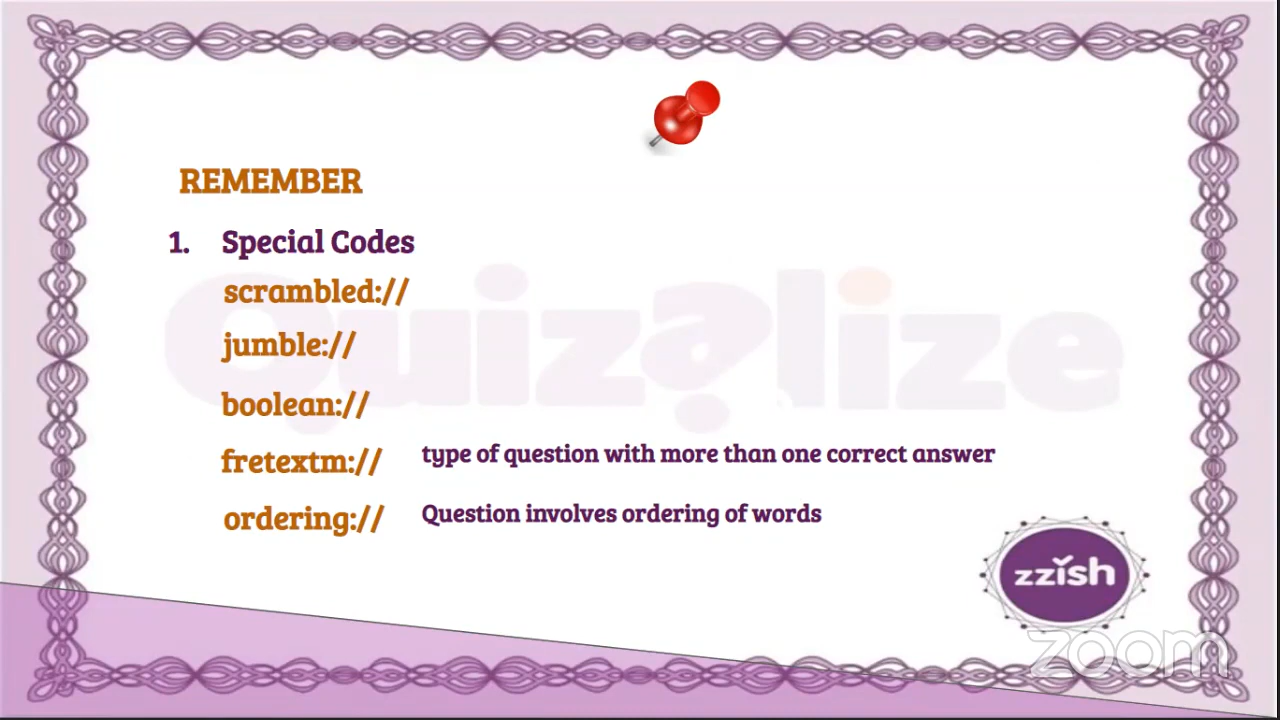 REMEMBER
1. Special Codes
scrambled://
jumble://
boolean://
fretextm:// type of question with more than one correct answer
ordering:// Question involves ordering of words
Quizalize
zzish
zoom